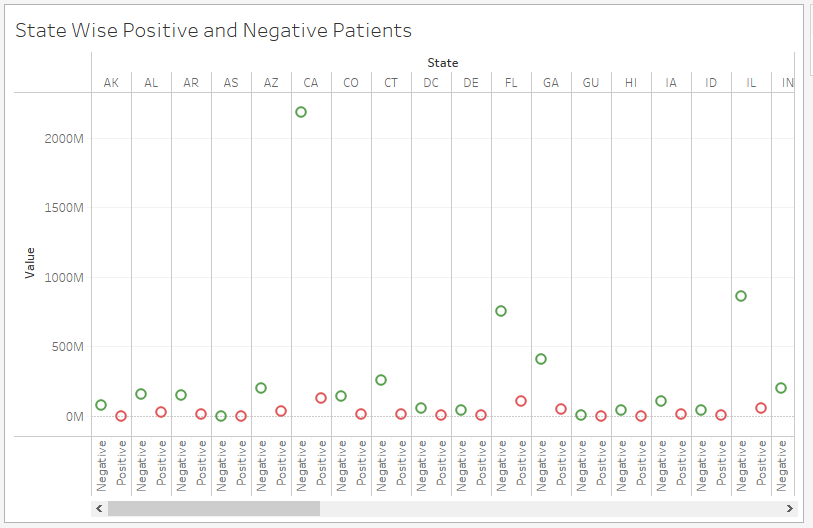 State Wise Positive and Negative Patients
State
AK AL AR AS AZ CA CO CT DC DE FL GA GU HI IA ID IL IN
2000M
1500M
1000M
500M
0M
Value
Negative Positive Negative Positive Negative Positive Negative Positive Negative Positive Negative Positive Negative Positive Negative Positive Negative Positive Negative Positive Negative Positive Negative Positive Negative Positive Negative Positive Negative Positive Negative Positive Negative Positive Negative